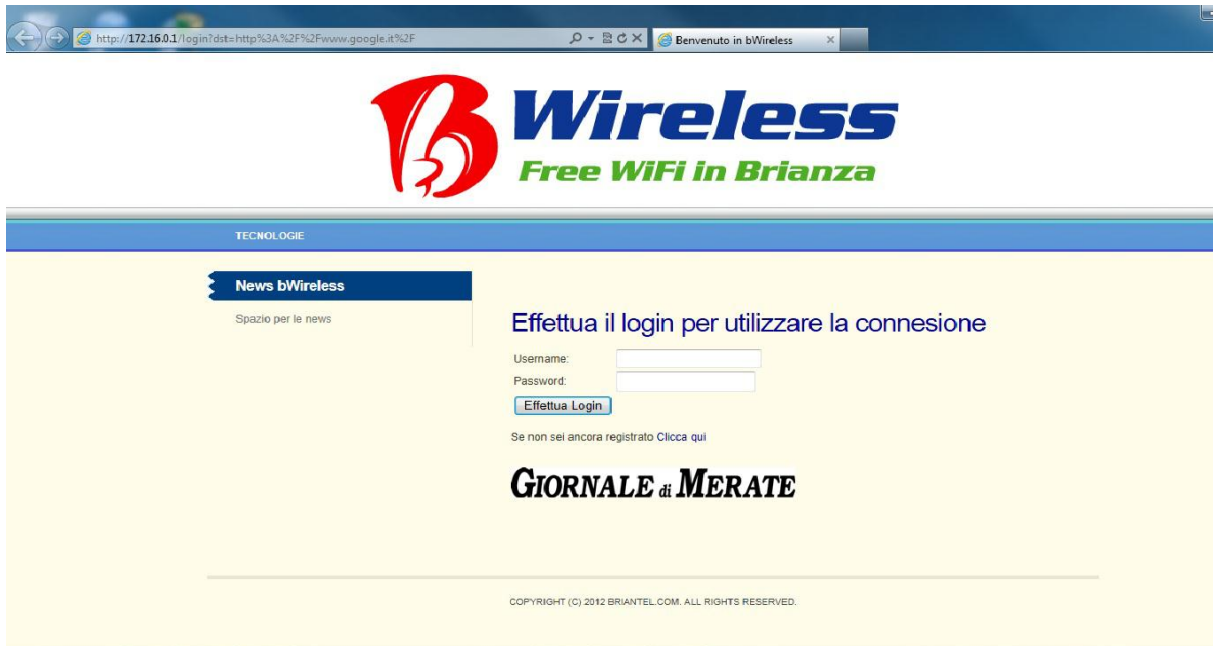 http://172.16.0.1/login?dst=http%3A%2F%2Fwww.google.it%2F
Benvenuto in bWireless
B Wireless
Free WiFi in Brianza
TECNOLOGIE
News bWireless
Spazio per le news
Effettua il login per utilizzare la connesione
Username:
Password:
Effettua Login
Se non sei ancora registrato Clicca qui
GIORNALE di MERATE
COPYRIGHT (C) 2012 BRIANTEL.COM. ALL RIGHTS RESERVED.